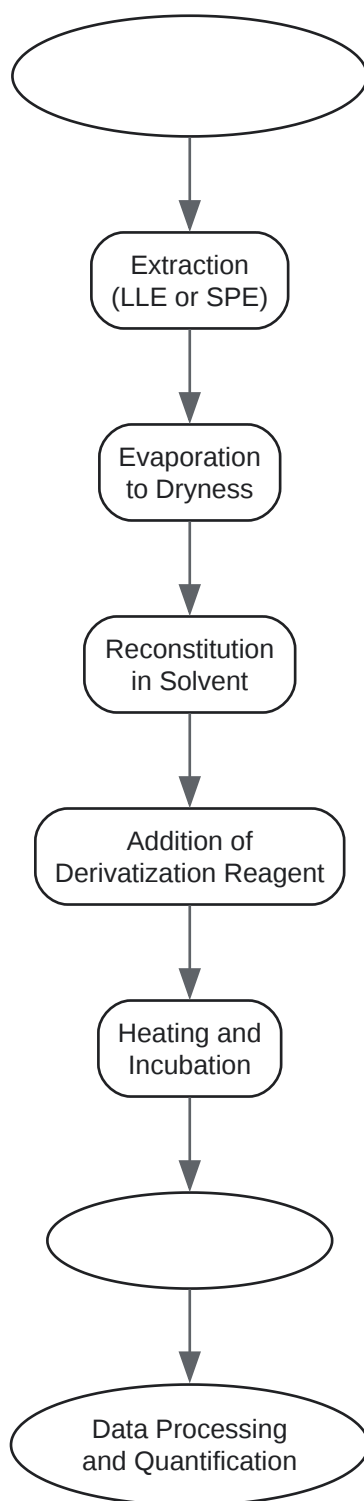 Extraction
(LLE or SPE)
Evaporation
to Dryness
Reconstitution
in Solvent
Addition of
Derivatization Reagent
Heating and
Incubation
Data Processing
and Quantification